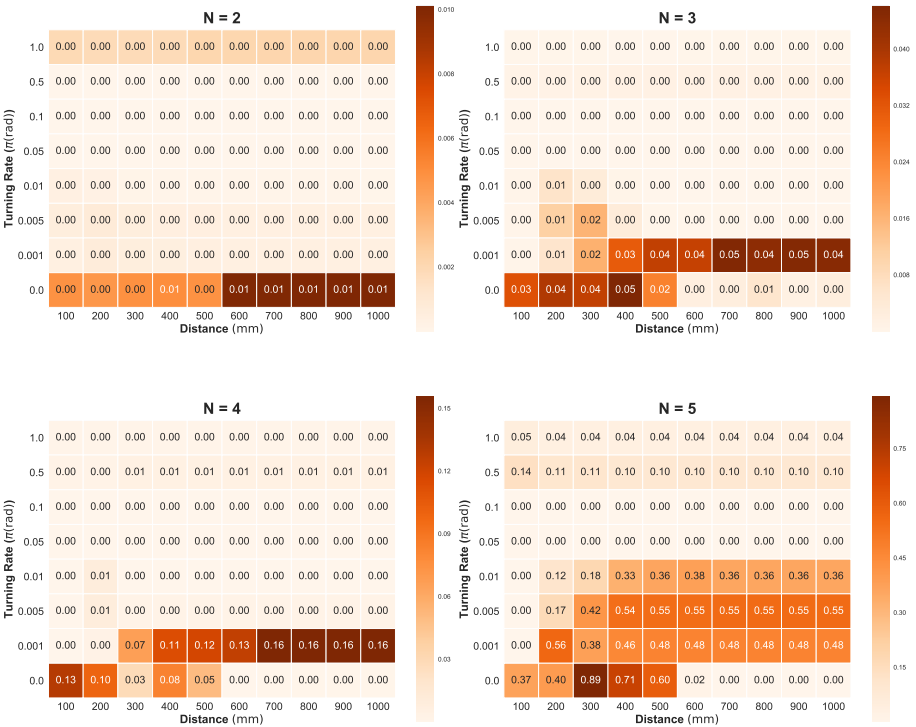 N = 2
1.0 0.00 0.00 0.00 0.00 0.00 0.00 0.00 0.00 0.00 0.00
0.5 0.00 0.00 0.00 0.00 0.00 0.00 0.00 0.00 0.00 0.00
0.1 0.00 0.00 0.00 0.00 0.00 0.00 0.00 0.00 0.00 0.00
0.05 0.00 0.00 0.00 0.00 0.00 0.00 0.00 0.00 0.00 0.00
0.01 0.00 0.00 0.00 0.00 0.00 0.00 0.00 0.00 0.00 0.00
0.005 0.00 0.00 0.00 0.00 0.00 0.00 0.00 0.00 0.00 0.00
0.001 0.00 0.00 0.00 0.00 0.00 0.00 0.00 0.00 0.00 0.00
0.0 0.00 0.00 0.00 0.01 0.00 0.01 0.01 0.01 0.01 0.01
100 200 300 400 500 600 700 800 900 1000
Distance (mm)
Turning Rate (π(rad))
0.010
0.008
0.006
0.004
0.002
N = 3
1.0 0.00 0.00 0.00 0.00 0.00 0.00 0.00 0.00 0.00 0.00
0.5 0.00 0.00 0.00 0.00 0.00 0.00 0.00 0.00 0.00 0.00
0.1 0.00 0.00 0.00 0.00 0.00 0.00 0.00 0.00 0.00 0.00
0.05 0.00 0.00 0.00 0.00 0.00 0.00 0.00 0.00 0.00 0.00
0.01 0.00 0.01 0.00 0.00 0.00 0.00 0.00 0.00 0.00 0.00
0.005 0.00 0.01 0.02 0.00 0.00 0.00 0.00 0.00 0.00 0.00
0.001 0.00 0.01 0.02 0.03 0.04 0.04 0.05 0.04 0.05 0.04
0.0 0.03 0.04 0.04 0.05 0.02 0.00 0.00 0.01 0.00 0.00
100 200 300 400 500 600 700 800 900 1000
Distance (mm)
Turning Rate (π(rad))
0.040
0.032
0.024
0.016
0.008
N = 4
1.0 0.00 0.00 0.00 0.00 0.00 0.00 0.00 0.00 0.00 0.00
0.5 0.00 0.00 0.01 0.01 0.01 0.01 0.01 0.01 0.01 0.01
0.1 0.00 0.00 0.00 0.00 0.00 0.00 0.00 0.00 0.00 0.00
0.05 0.00 0.00 0.00 0.00 0.00 0.00 0.00 0.00 0.00 0.00
0.01 0.00 0.01 0.00 0.00 0.00 0.00 0.00 0.00 0.00 0.00
0.005 0.00 0.01 0.00 0.00 0.00 0.00 0.00 0.00 0.00 0.00
0.001 0.00 0.00 0.07 0.11 0.12 0.13 0.16 0.16 0.16 0.16
0.0 0.13 0.10 0.03 0.08 0.05 0.00 0.00 0.00 0.00 0.00
100 200 300 400 500 600 700 800 900 1000
Distance (mm)
Turning Rate (π(rad))
0.15
0.12
0.09
0.06
0.03
N = 5
1.0 0.05 0.04 0.04 0.04 0.04 0.04 0.04 0.04 0.04 0.04
0.5 0.14 0.11 0.11 0.10 0.10 0.10 0.10 0.10 0.10 0.10
0.1 0.00 0.00 0.00 0.00 0.00 0.00 0.00 0.00 0.00 0.00
0.05 0.00 0.00 0.00 0.00 0.00 0.00 0.00 0.00 0.00 0.00
0.01 0.00 0.12 0.18 0.33 0.36 0.38 0.36 0.36 0.36 0.36
0.005 0.00 0.17 0.42 0.54 0.55 0.55 0.55 0.55 0.55 0.55
0.001 0.00 0.56 0.38 0.46 0.48 0.48 0.48 0.48 0.48 0.48
0.0 0.37 0.40 0.89 0.71 0.60 0.02 0.00 0.00 0.00 0.00
100 200 300 400 500 600 700 800 900 1000
Distance (mm)
Turning Rate (π(rad))
0.75
0.60
0.45
0.30
0.15